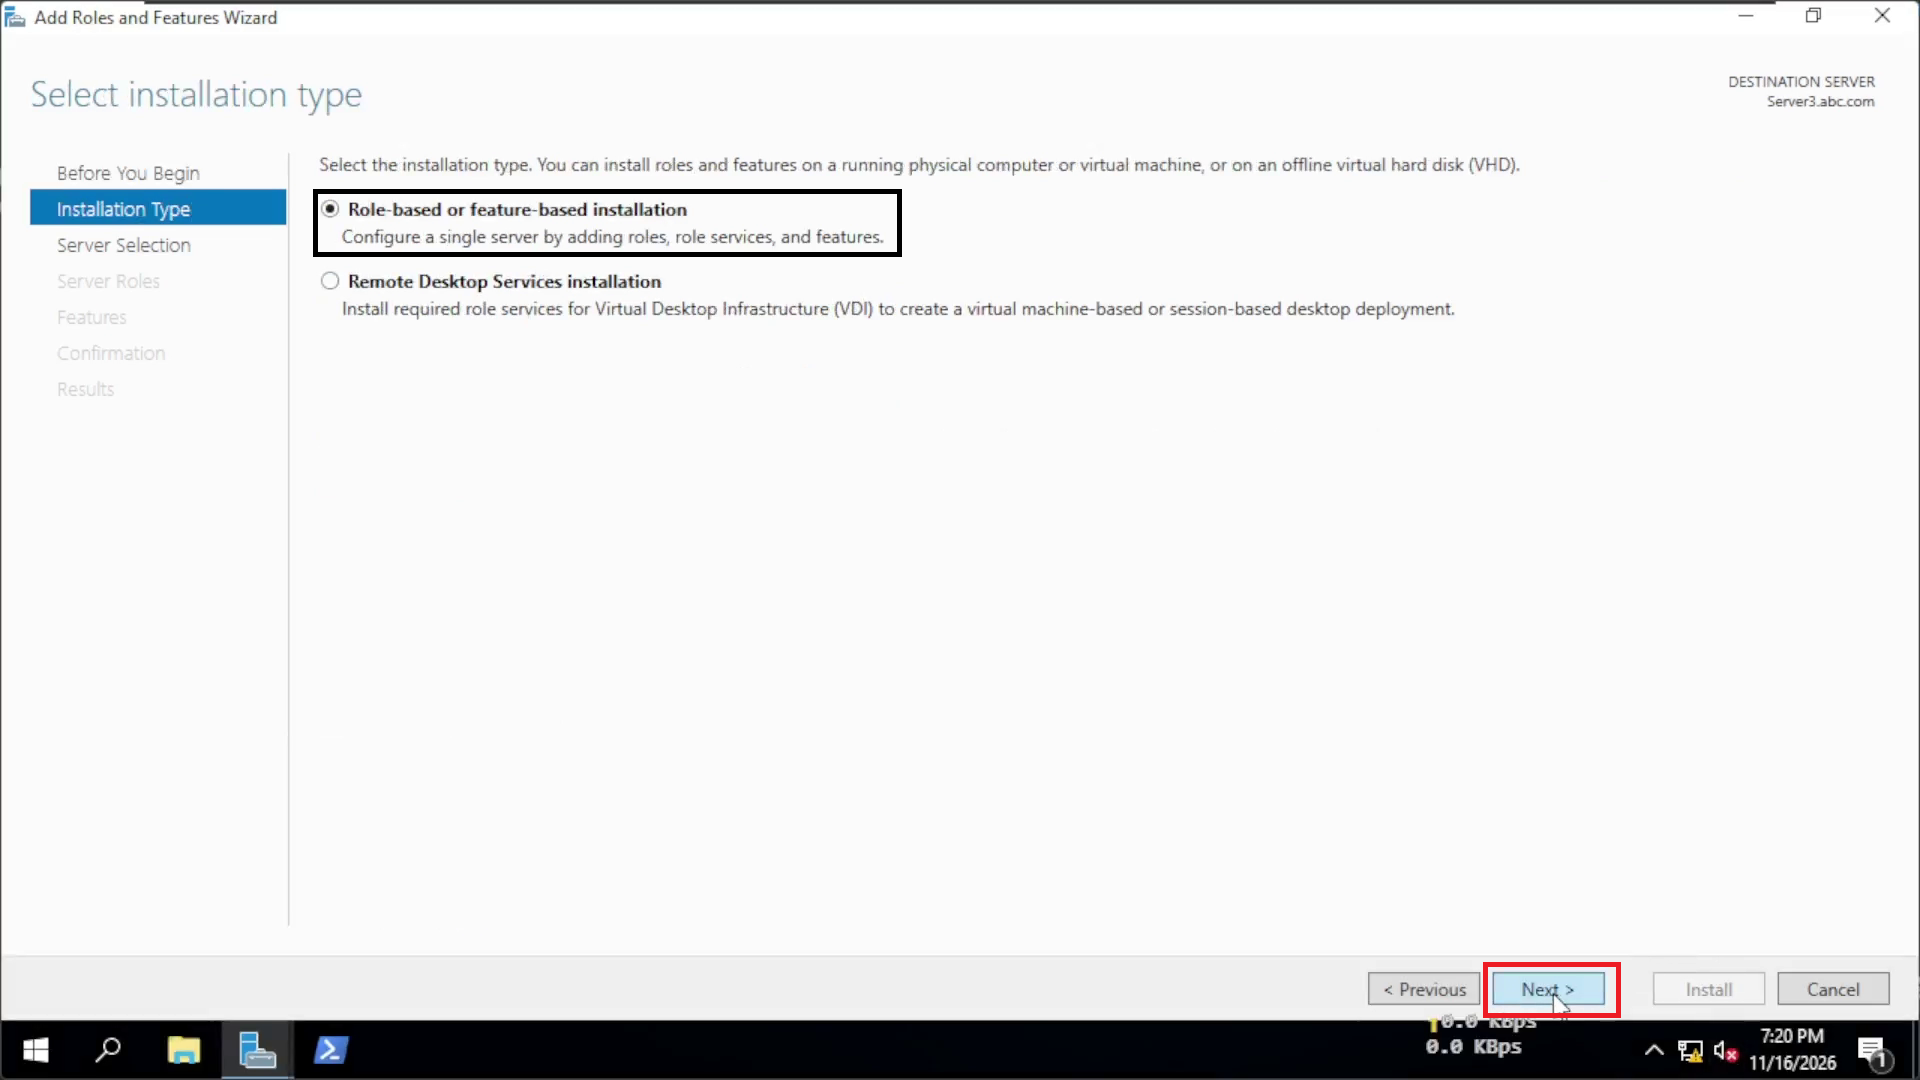 Add Roles and Features Wizard
Select installation type
DESTINATION SERVER
Server3.abc.com
Before You Begin
Installation Type
Server Selection
Server Roles
Features
Confirmation
Results
Select the installation type. You can install roles and features on a running physical computer or virtual machine, or on an offline virtual hard disk (VHD).
Role-based or feature-based installation
Configure a single server by adding roles, role services, and features.
Remote Desktop Services installation
Install required role services for Virtual Desktop Infrastructure (VDI) to create a virtual machine-based or session-based desktop deployment.
< Previous
Next >
Install
Cancel
0.0 KBps
0.0 KBps
7:20 PM
11/16/2026
1